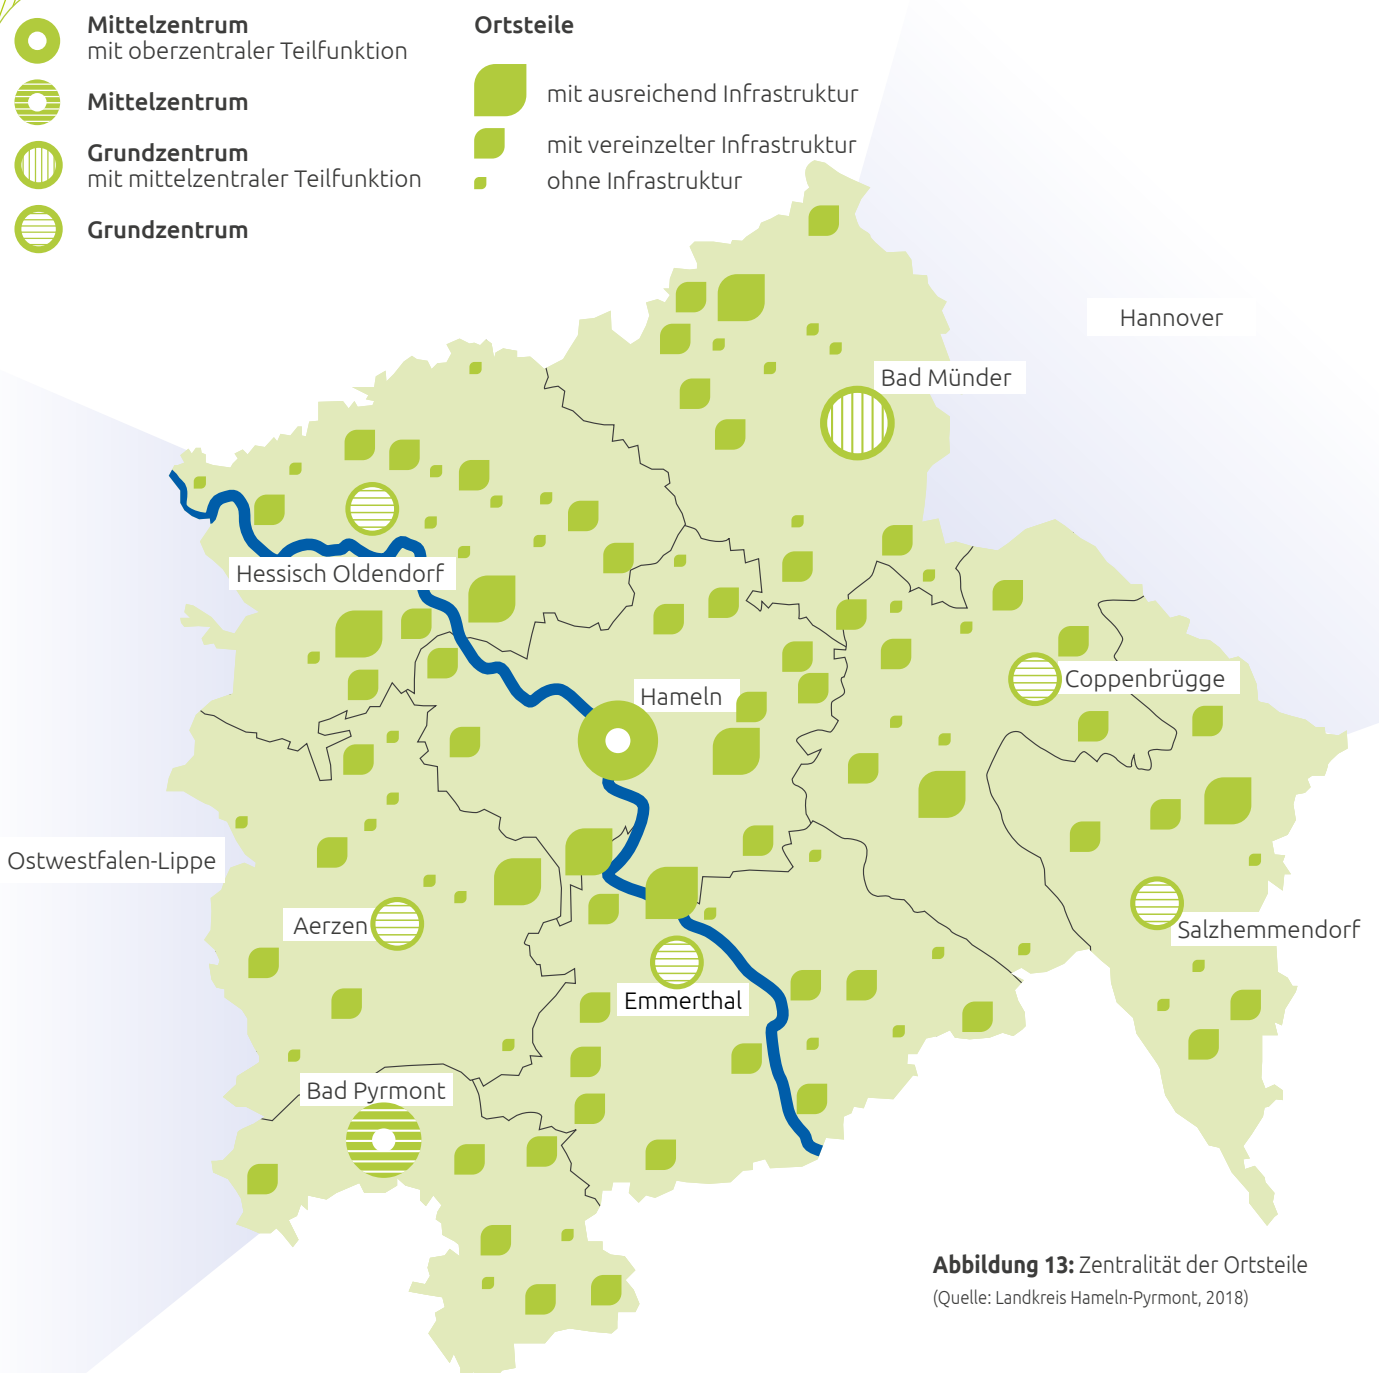 Mittelzentrum
mit oberzentraler Teilfunktion
Mittelzentrum
Grundzentrum
mit mittelzentraler Teilfunktion
Grundzentrum
Ortsteile
mit ausreichend Infrastruktur
mit vereinzelter Infrastruktur
ohne Infrastruktur
Hannover
Bad Münder
Hessisch Oldendorf
Coppenbrügge
Hameln
Ostwestfalen-Lippe
Aerzen
Salzhemmendorf
Emmerthal
Bad Pyrmont
Abbildung 13: Zentralität der Ortsteile
(Quelle: Landkreis Hameln-Pyrmont, 2018)